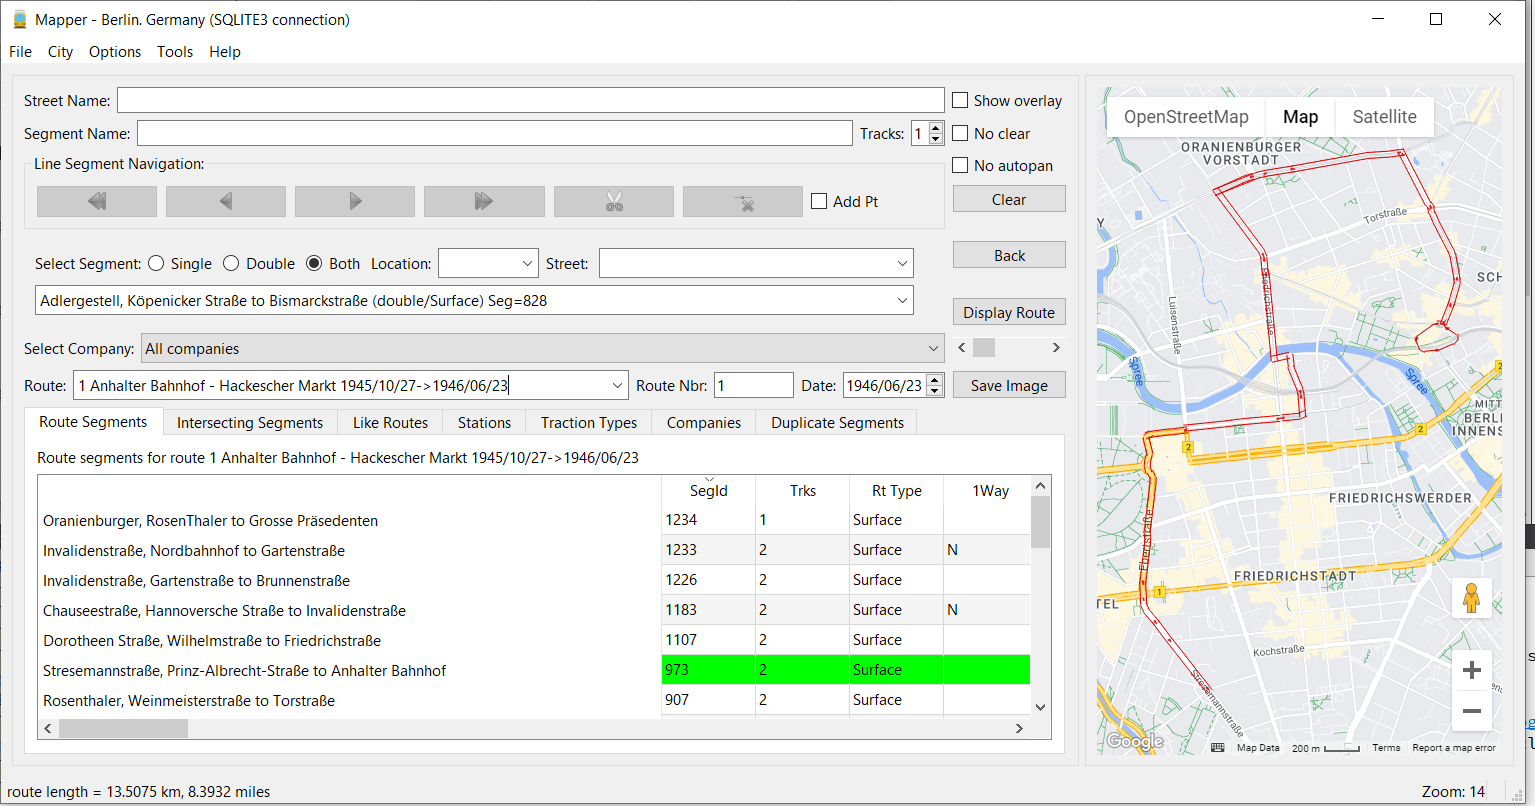 Mapper - Berlin. Germany (SQLITE3 connection)
File City Options Tools Help
Street Name:
Show overlay
Segment Name:
Tracks: 1
No clear
Line Segment Navigation:
No autopan
Add Pt
Clear
Select Segment: Single Double Both Location: Street:
Back
Adlergestell, Köpenicker Straße to Bismarckstraße (double/Surface) Seg=828
Display Route
Select Company: All companies
Route: 1 Anhalter Bahnhof - Hackescher Markt 1945/10/27->1946/06/23 Route Nbr: 1 Date: 1946/06/23
Save Image
Route Segments Intersecting Segments Like Routes Stations Traction Types Companies Duplicate Segments
Route segments for route 1 Anhalter Bahnhof - Hackescher Markt 1945/10/27->1946/06/23
SegId Trks Rt Type 1Way
Oranienburger, RosenThaler to Grosse Präsedenten 1234 1 Surface
Invalidenstraße, Nordbahnhof to Gartenstraße 1233 2 Surface N
Invalidenstraße, Gartenstraße to Brunnenstraße 1226 2 Surface
Chauseestraße, Hannoversche Straße to Invalidenstraße 1183 2 Surface N
Dorotheen Straße, Wilhelmstraße to Friedrichstraße 1107 2 Surface
Stresemannstraße, Prinz-Albrecht-Straße to Anhalter Bahnhof 973 2 Surface
Rosenthaler, Weinmeisterstraße to Torstraße 907 2 Surface
route length = 13.5075 km, 8.3932 miles
Zoom: 14
OpenStreetMap Map Satellite
ORANIENBURGER
VORSTADT
Torstraße
Y
SCH
Friedrichstraße
Luisenstraße
Spree
Spree
2
MITT
BERLI
INNENS
2
2
FRIEDRICHSWERDER
Ebertstraße
FRIEDRICHSTADT
1
TEL
Kochstraße
Stresemannstraße
Google
Map Data 200 m Terms Report a map error